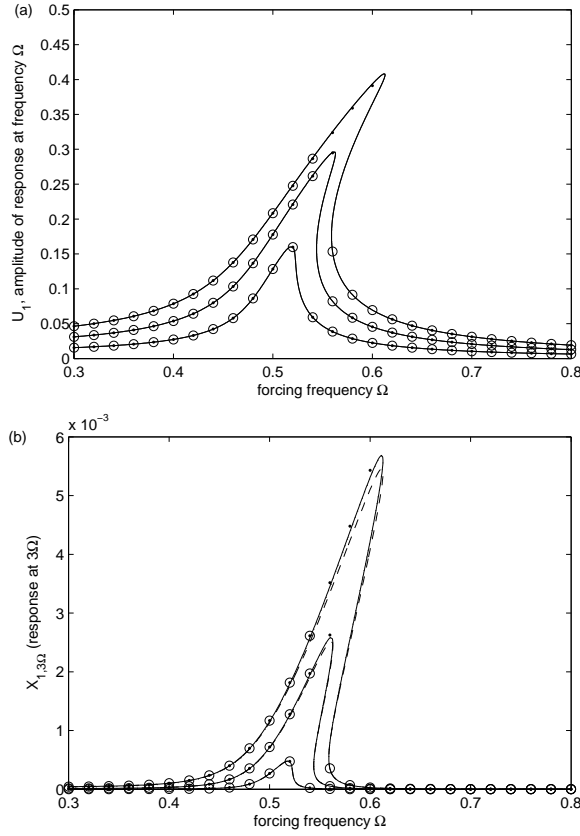 (a)
0.5
0.45
0.4
0.35
0.3
0.25
0.2
0.15
0.1
0.05
0
U₁, amplitude of response at frequency Ω
0.3 0.4 0.5 0.6 0.7 0.8
forcing frequency Ω
(b)
x 10⁻³
6
5
4
3
2
1
0
X₁,₃Ω (response at 3Ω)
0.3 0.4 0.5 0.6 0.7 0.8
forcing frequency Ω